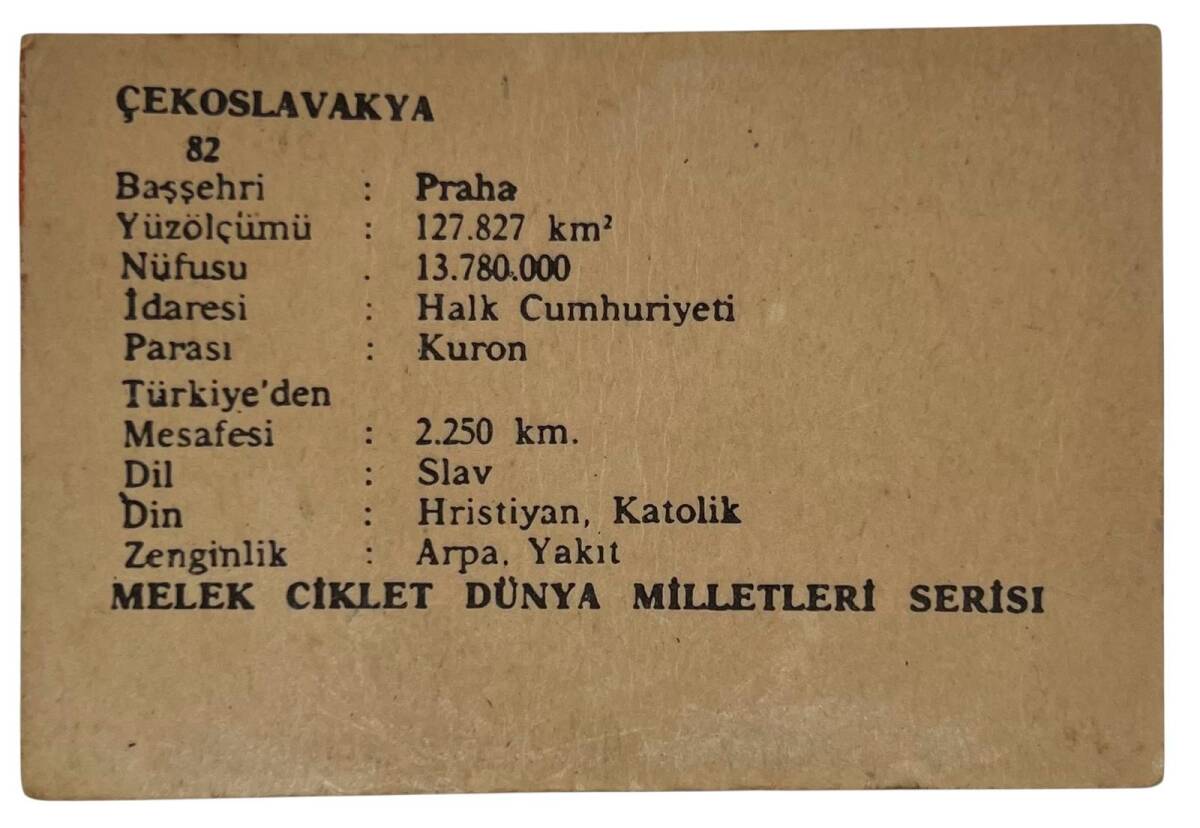 ÇEKOSLAVAKYA
82
Başşehri : Praha
Yüzölçümü : 127.827 km²
Nüfusu . 13.780.000
İdaresi : Halk Cumhuriyeti
Parası : Kuron
Türkiye'den
Mesafesi : 2.250 km.
Dil : Slav
Din : Hristiyan, Katolik
Zenginlik : Arpa, Yakıt
MELEK CİKLET DÜNYA MİLLETLERİ SERİSI